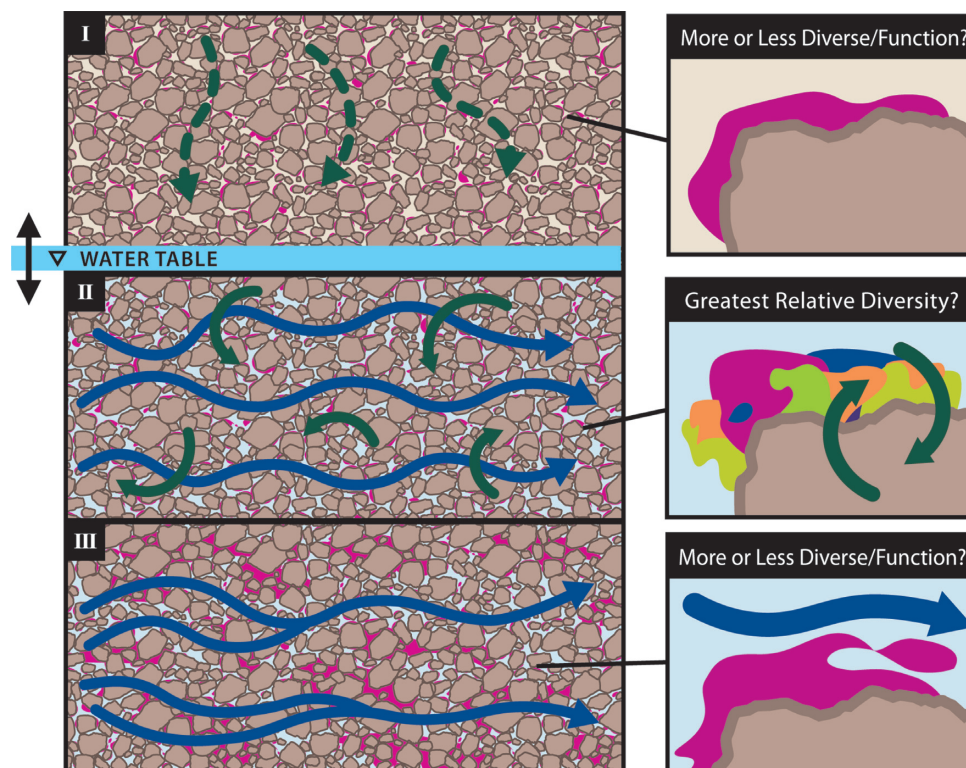 I
More or Less Diverse/Function?
WATER TABLE
II
Greatest Relative Diversity?
III
More or Less Diverse/Function?